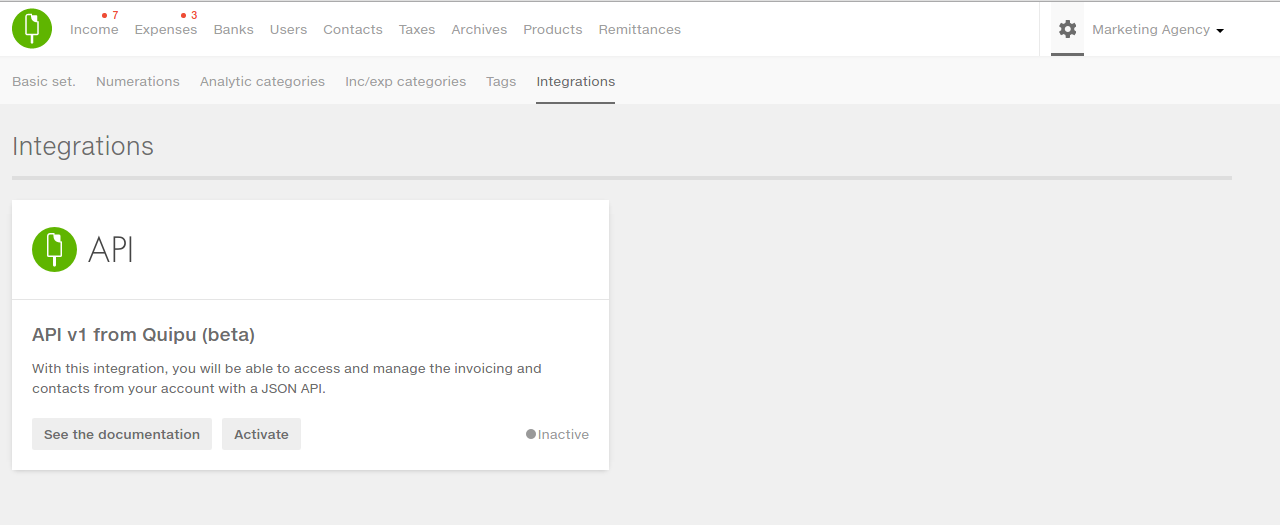 7 3
Income Expenses Banks Users Contacts Taxes Archives Products Remittances Marketing Agency
Basic set. Numerations Analytic categories Inc/exp categories Tags Integrations
Integrations
API
API v1 from Quipu (beta)
With this integration, you will be able to access and manage the invoicing and
contacts from your account with a JSON API.
See the documentation Activate Inactive